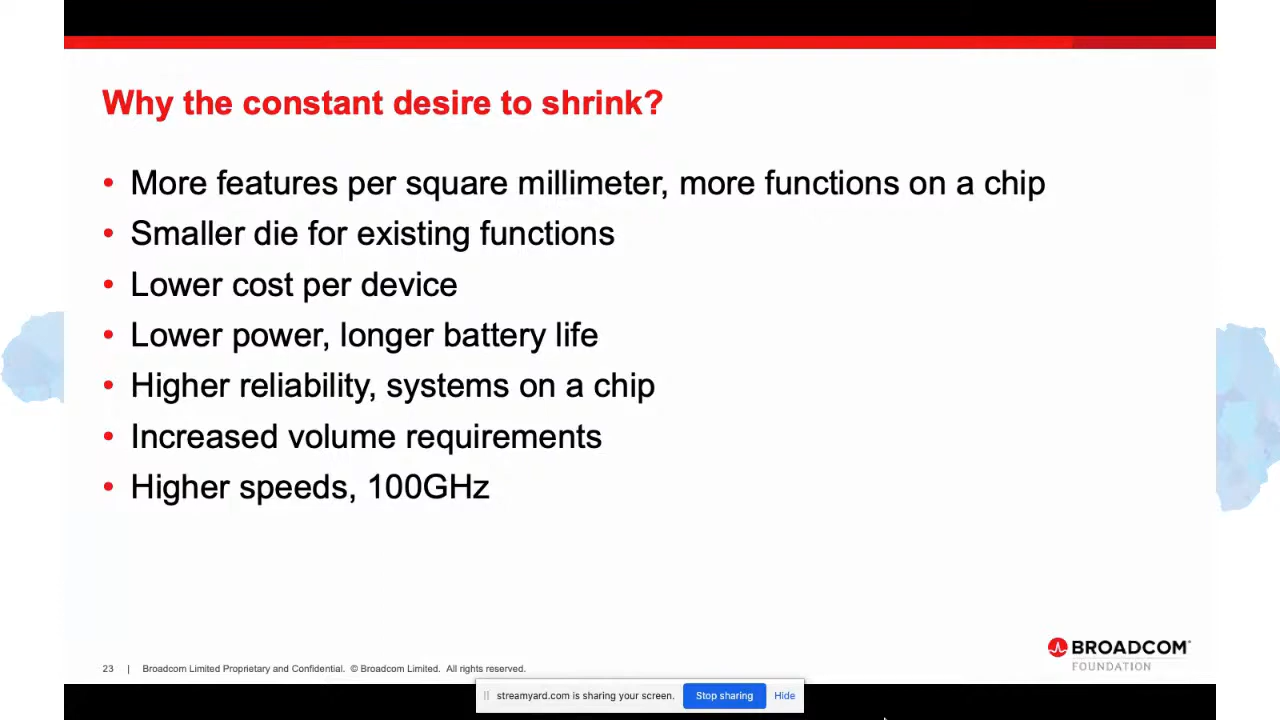 Why the constant desire to shrink?
• More features per square millimeter, more functions on a chip
• Smaller die for existing functions
• Lower cost per device
• Lower power, longer battery life
• Higher reliability, systems on a chip
• Increased volume requirements
• Higher speeds, 100GHz
BROADCOM
FOUNDATION
23 | Broadcom Limited Proprietary and Confidential. © Broadcom Limited. All rights reserved.
streamyard.com is sharing your screen. Stop sharing Hide